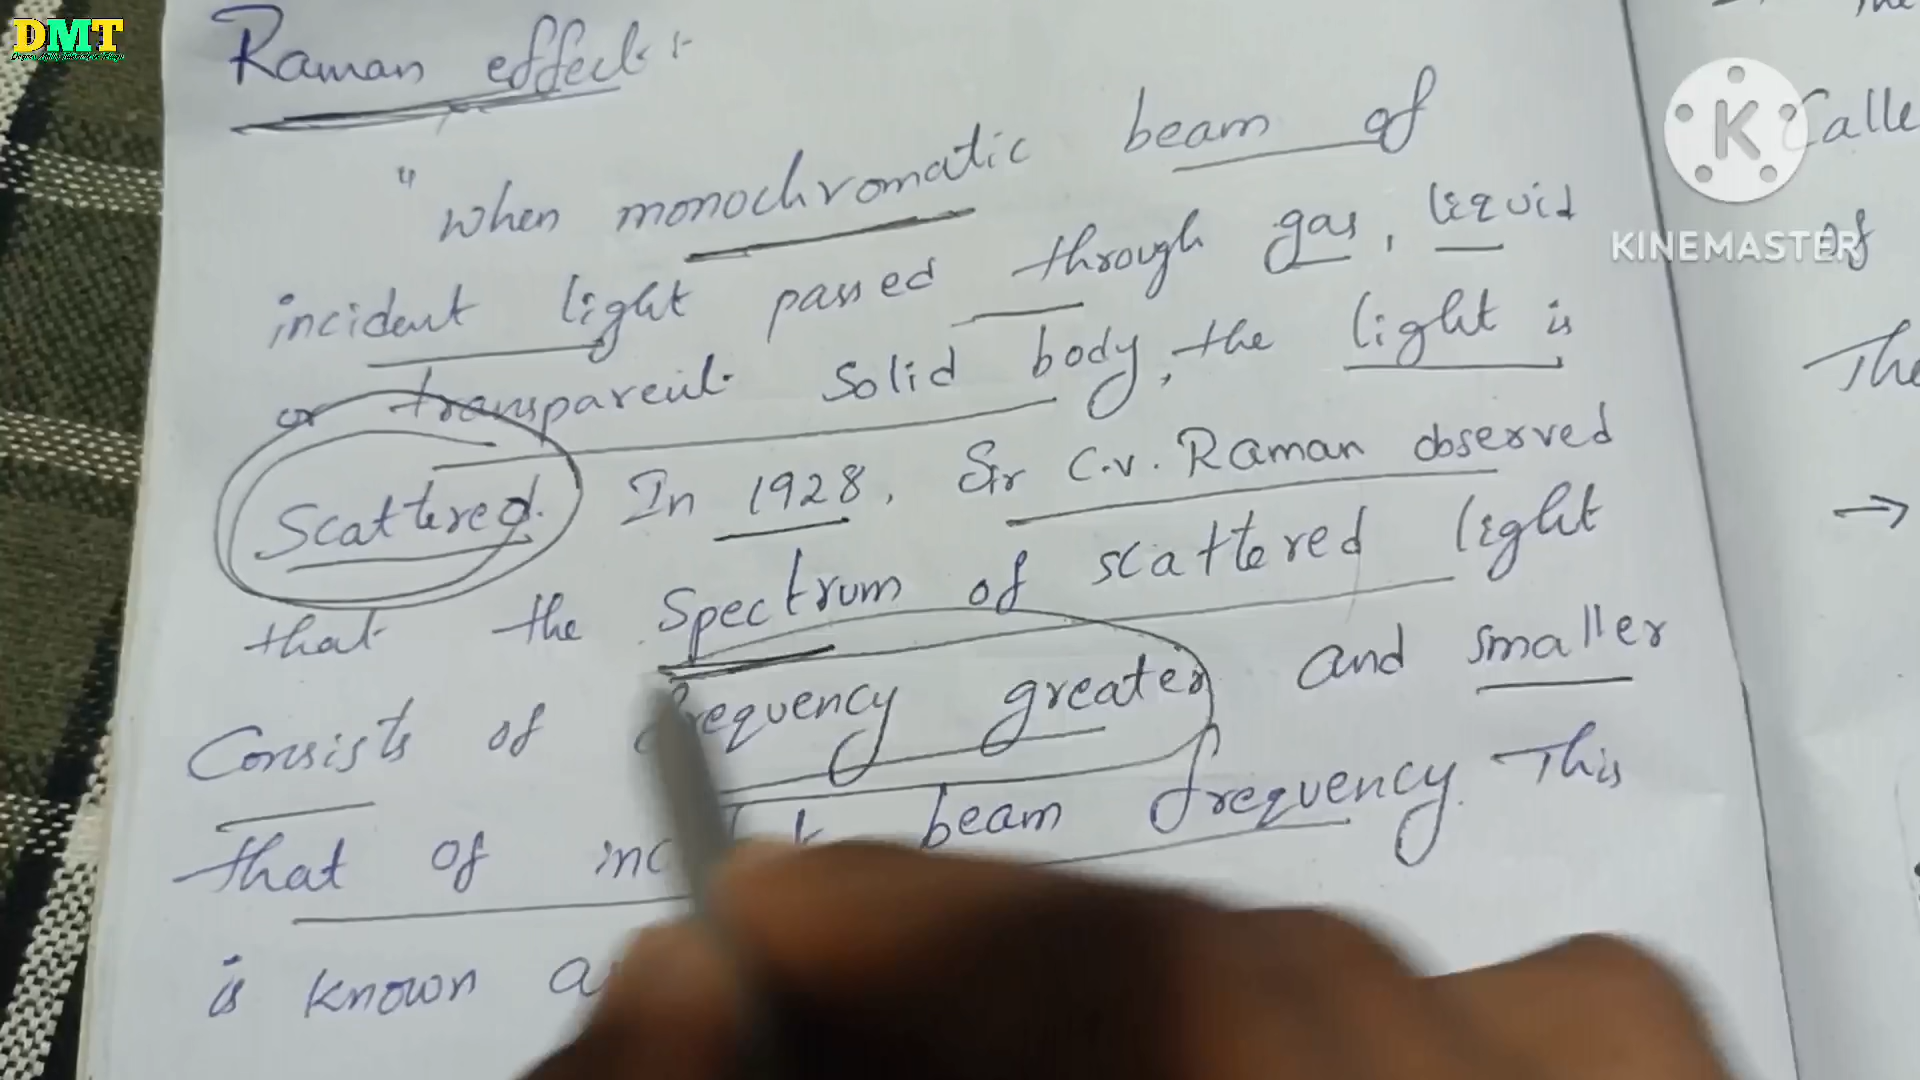 DMT
Raman effect:-
"when monochromatic beam of
incident light passed through gas, liquid
or transparent solid body, the light is
Scattered. In 1928, Sir C.V. Raman observed
that the spectrum of scattered light
Consists of frequency greater and smaller
that of beam frequency. This
is known
K
KINEMASTER
Calle
of
The
→